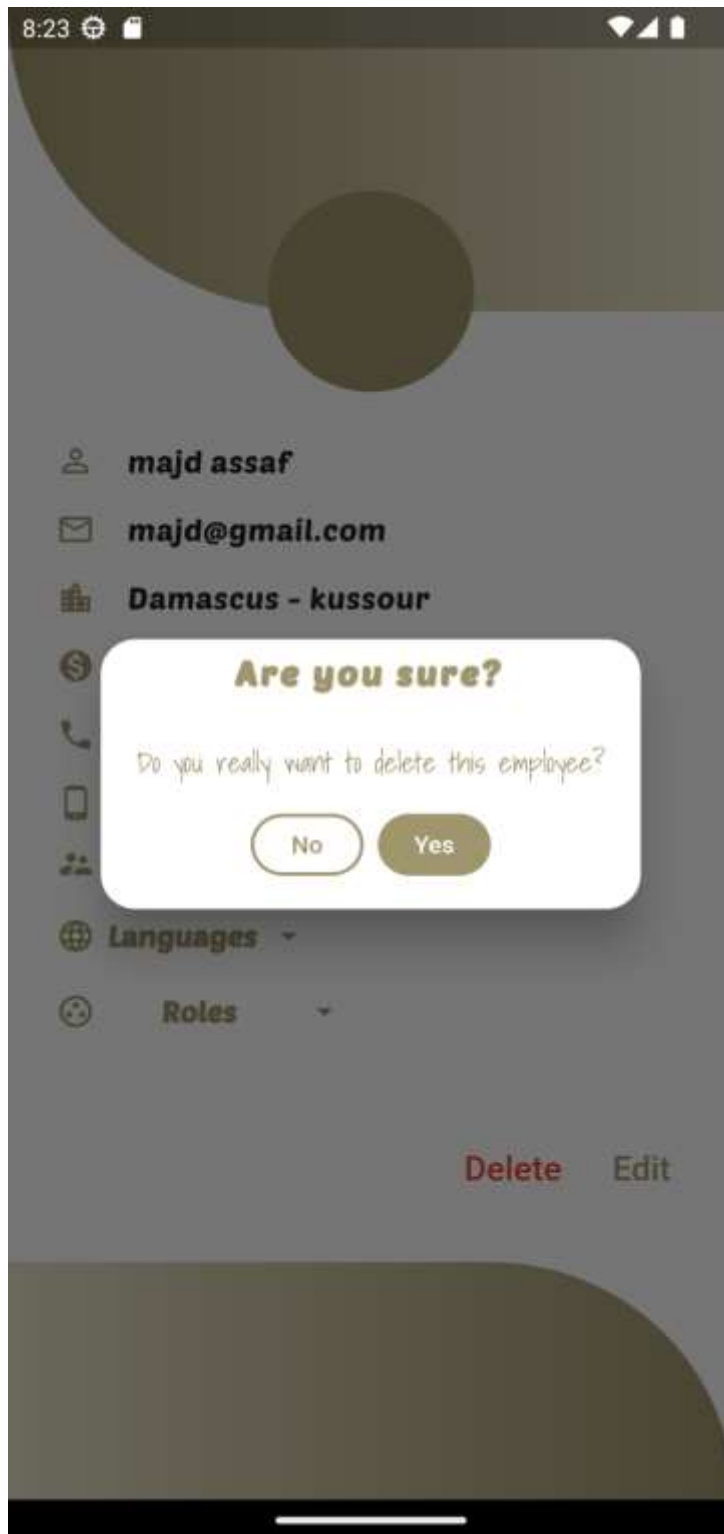 8:23
majd assaf
majd@gmail.com
Damascus - kussour
Are you sure?
Do you really want to delete this employee?
No Yes
Languages
Roles
Delete Edit